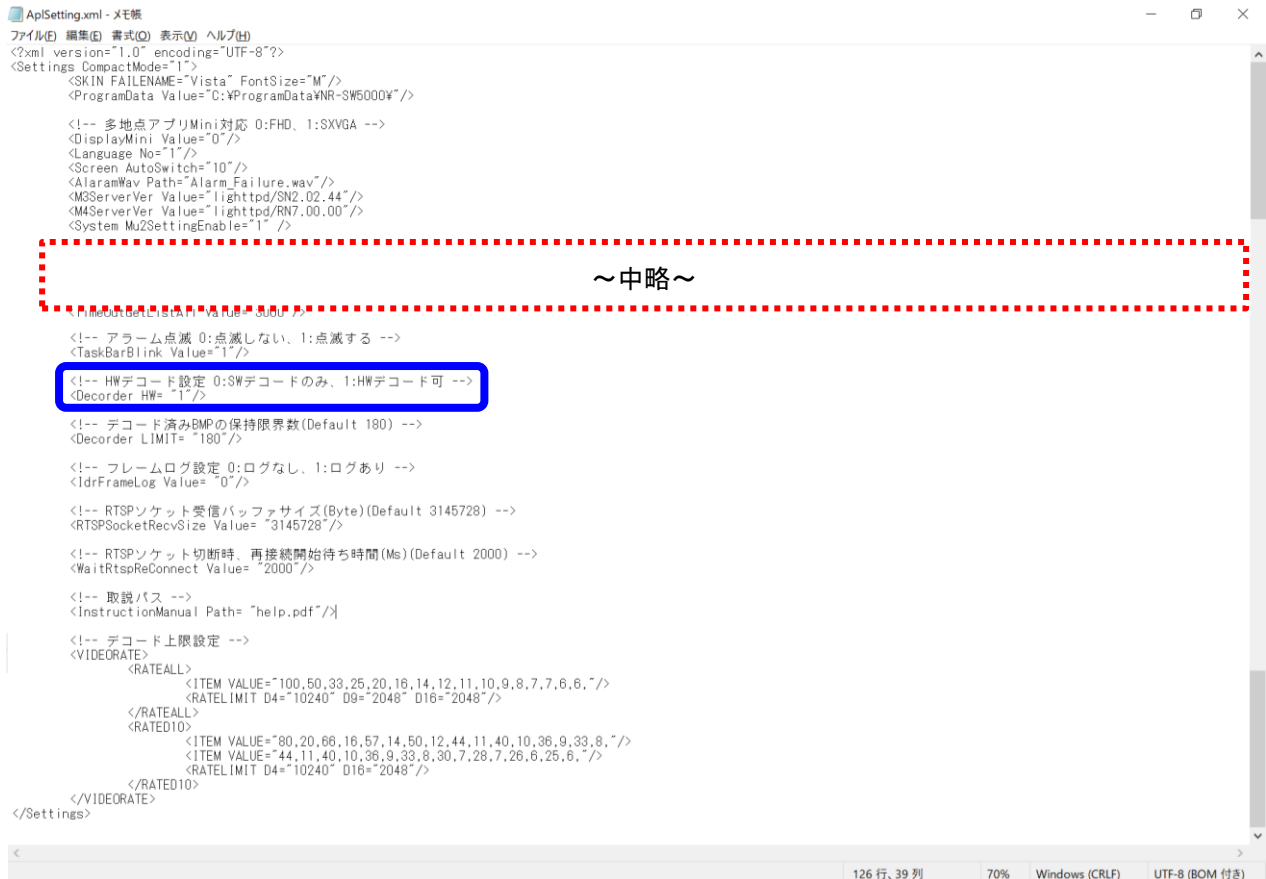 AplSetting.xml - メモ帳
ファイル(F) 編集(E) 書式(O) 表示(V) ヘルプ(H)
<?xml version="1.0" encoding="UTF-8"?>
<Settings CompactMode="1">
<SKIN FAILENAME="Vista" FontSize="M"/>
<ProgramData Value="C:¥ProgramData¥NR-SW5000¥"/>
<!-- 多地点アプリMini対応 0:FHD、1:SXVGA -->
<DisplayMini Value="0"/>
<Language No="1"/>
<Screen AutoSwitch="10"/>
<AlaramWav Path="Alarm_Failure.wav"/>
<M3ServerVer Value="lighttpd/SN2.02.44"/>
<M4ServerVer Value="lighttpd/RN7.00.00"/>
<System Mu2SettingEnable="1" />
～中略～
<TimeOutGetListAll Value="3000"/>
<!-- アラーム点滅 0:点滅しない、1:点滅する -->
<TaskBarBlink Value="1"/>
<!-- HWデコード設定 0:SWデコードのみ、1:HWデコード可 -->
<Decorder HW= "1"/>
<!-- デコード済みBMPの保持限界数(Default 180) -->
<Decorder LIMIT= "180"/>
<!-- フレームログ設定 0:ログなし、1:ログあり -->
<IdrFrameLog Value= "0"/>
<!-- RTSPソケット受信バッファサイズ(Byte)(Default 3145728) -->
<RTSPSocketRecvSize Value= "3145728"/>
<!-- RTSPソケット切断時、再接続開始待ち時間(Ms)(Default 2000) -->
<WaitRtspReConnect Value= "2000"/>
<!-- 取説パス -->
<InstructionManual Path= "help.pdf"/>
<!-- デコード上限設定 -->
<VIDEORATE>
<RATEALL>
<ITEM VALUE="100,50,33,25,20,16,14,12,11,10,9,8,7,7,6,6,"/>
<RATELIMIT D4="10240" D9="2048" D16="2048"/>
</RATEALL>
<RATED10>
<ITEM VALUE="80,20,66,16,57,14,50,12,44,11,40,10,36,9,33,8,"/>
<ITEM VALUE="44,11,40,10,36,9,33,8,30,7,28,7,26,6,25,6,"/>
<RATELIMIT D4="10240" D16="2048"/>
</RATED10>
</VIDEORATE>
</Settings>
126 行、39 列 70% Windows (CRLF) UTF-8 (BOM 付き)